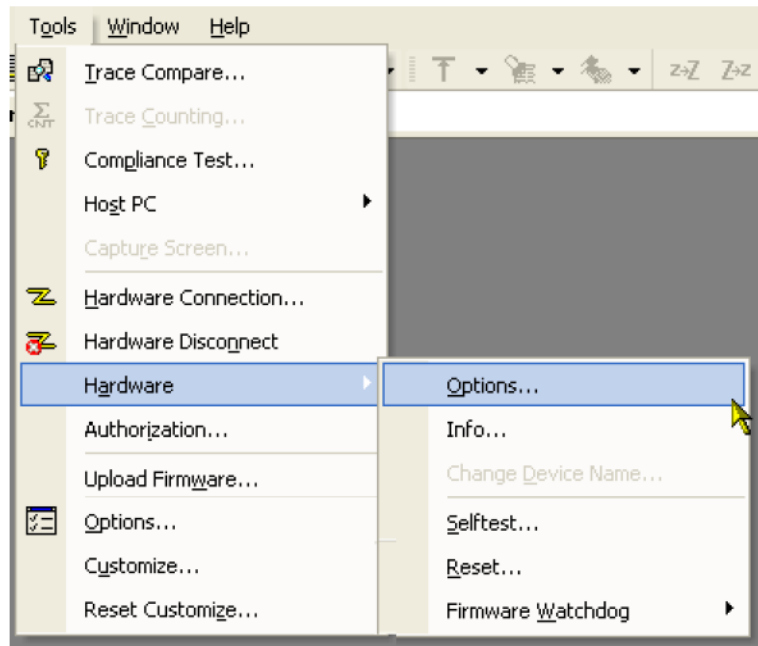 Tools Window Help
Trace Compare...
Σ CNT
Trace Counting...
Compliance Test...
Host PC
Capture Screen...
Hardware Connection...
Hardware Disconnect
Hardware
Authorization...
Upload Firmware...
Options...
Customize...
Reset Customize...
Options...
Info...
Change Device Name...
Selftest...
Reset...
Firmware Watchdog
z→Z Z→z